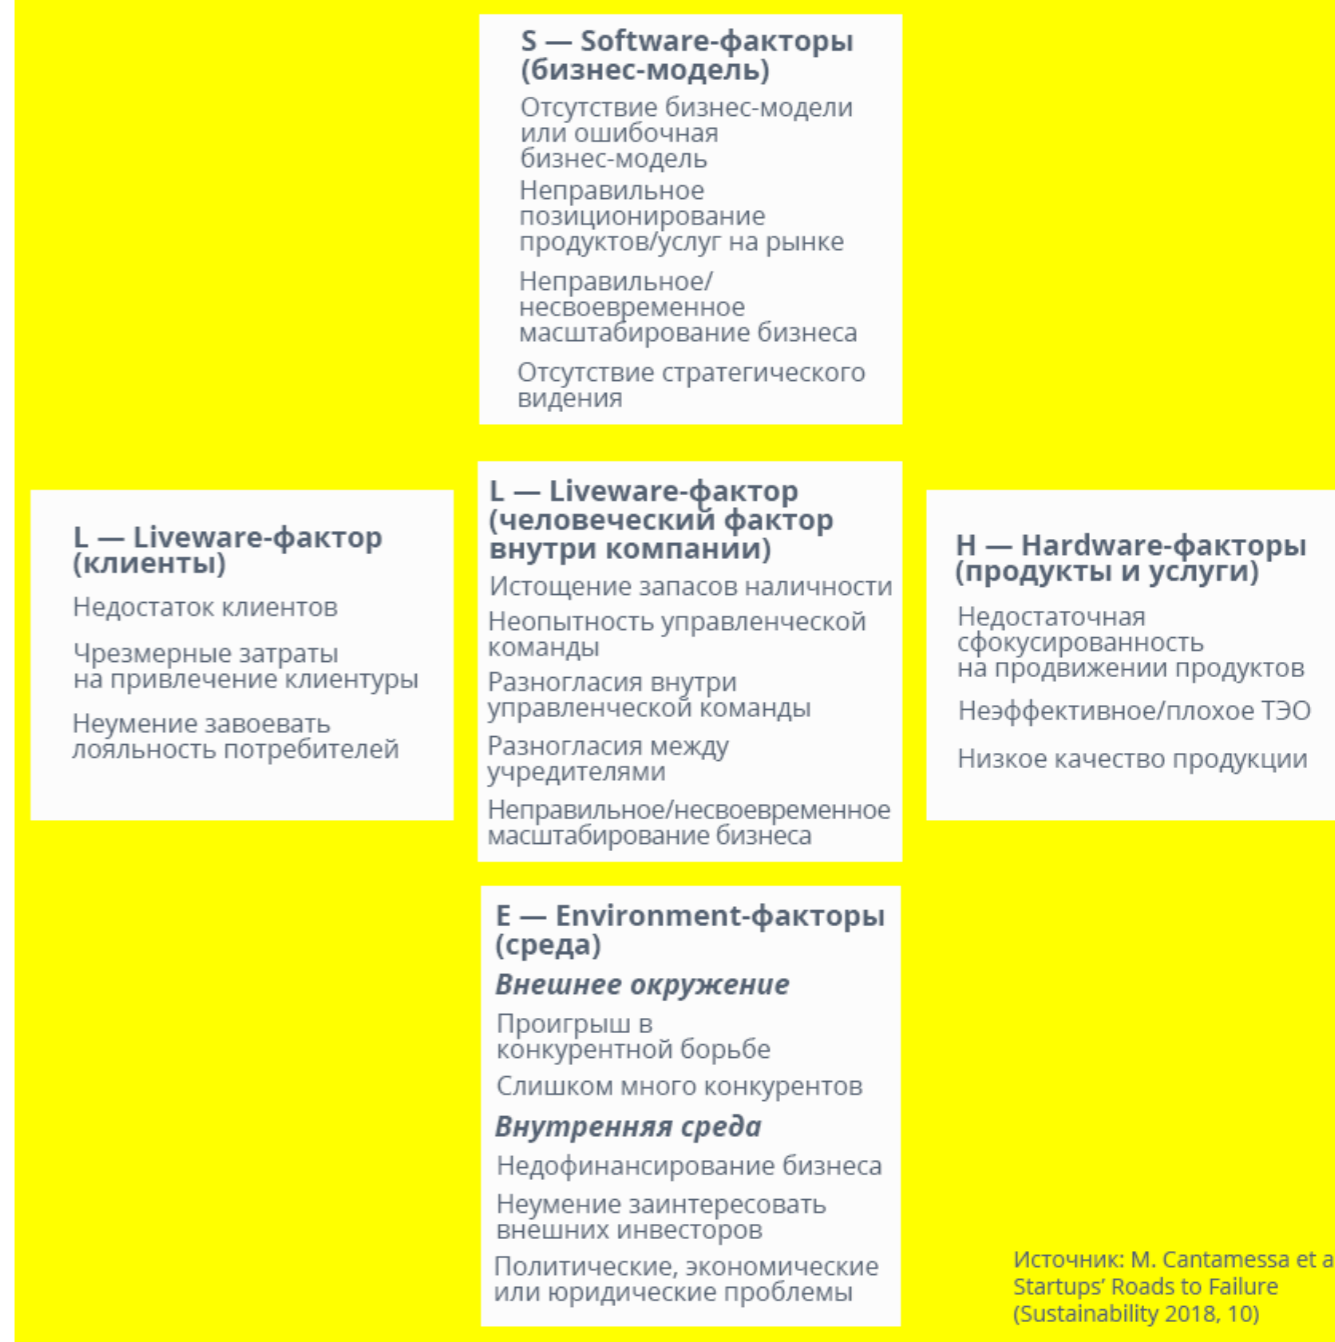 S — Software-факторы
(бизнес-модель)
Отсутствие бизнес-модели
или ошибочная
бизнес-модель
Неправильное
позиционирование
продуктов/услуг на рынке
Неправильное/
несвоевременное
масштабирование бизнеса
Отсутствие стратегического
видения
L — Liveware-фактор
(клиенты)
Недостаток клиентов
Чрезмерные затраты
на привлечение клиентуры
Неумение завоевать
лояльность потребителей
L — Liveware-фактор
(человеческий фактор
внутри компании)
Истощение запасов наличности
Неопытность управленческой
команды
Разногласия внутри
управленческой команды
Разногласия между
учредителями
Неправильное/несвоевременное
масштабирование бизнеса
H — Hardware-факторы
(продукты и услуги)
Недостаточная
сфокусированность
на продвижении продуктов
Неэффективное/плохое ТЭО
Низкое качество продукции
E — Environment-факторы
(среда)
Внешнее окружение
Проигрыш в
конкурентной борьбе
Слишком много конкурентов
Внутренняя среда
Недофинансирование бизнеса
Неумение заинтересовать
внешних инвесторов
Политические, экономические
или юридические проблемы
Источник: M. Cantamessa et a
Startups’ Roads to Failure
(Sustainability 2018, 10)